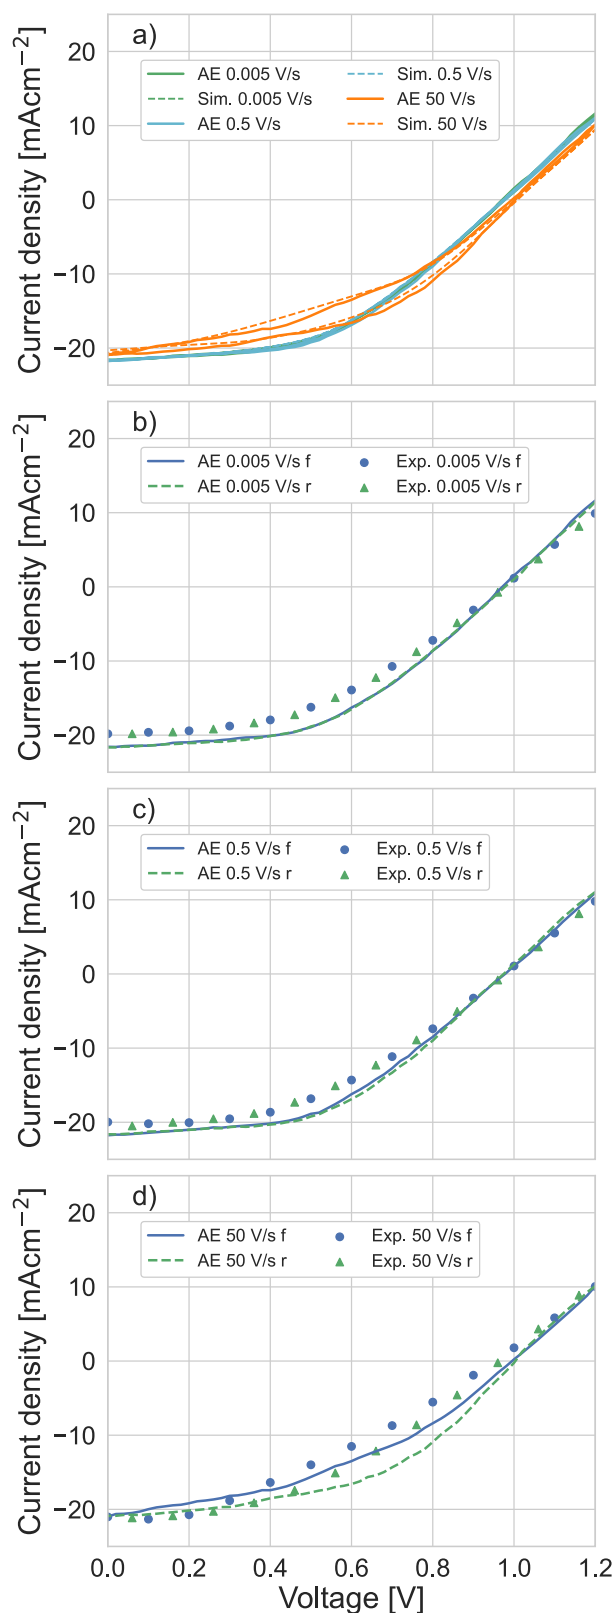 a)
AE 0.005 V/s
Sim. 0.005 V/s
AE 0.5 V/s
Sim. 0.5 V/s
AE 50 V/s
Sim. 50 V/s
20
10
0
−10
−20
Current density [mAcm⁻²]
b)
AE 0.005 V/s f
AE 0.005 V/s r
Exp. 0.005 V/s f
Exp. 0.005 V/s r
20
10
0
−10
−20
Current density [mAcm⁻²]
c)
AE 0.5 V/s f
AE 0.5 V/s r
Exp. 0.5 V/s f
Exp. 0.5 V/s r
20
10
0
−10
−20
Current density [mAcm⁻²]
d)
AE 50 V/s f
AE 50 V/s r
Exp. 50 V/s f
Exp. 50 V/s r
20
10
0
−10
−20
Current density [mAcm⁻²]
0.0 0.2 0.4 0.6 0.8 1.0 1.2
Voltage [V]